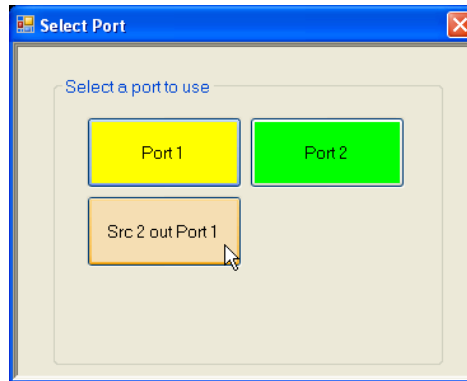 Select Port
Select a port to use
Port 1
Port 2
Src 2 out Port 1